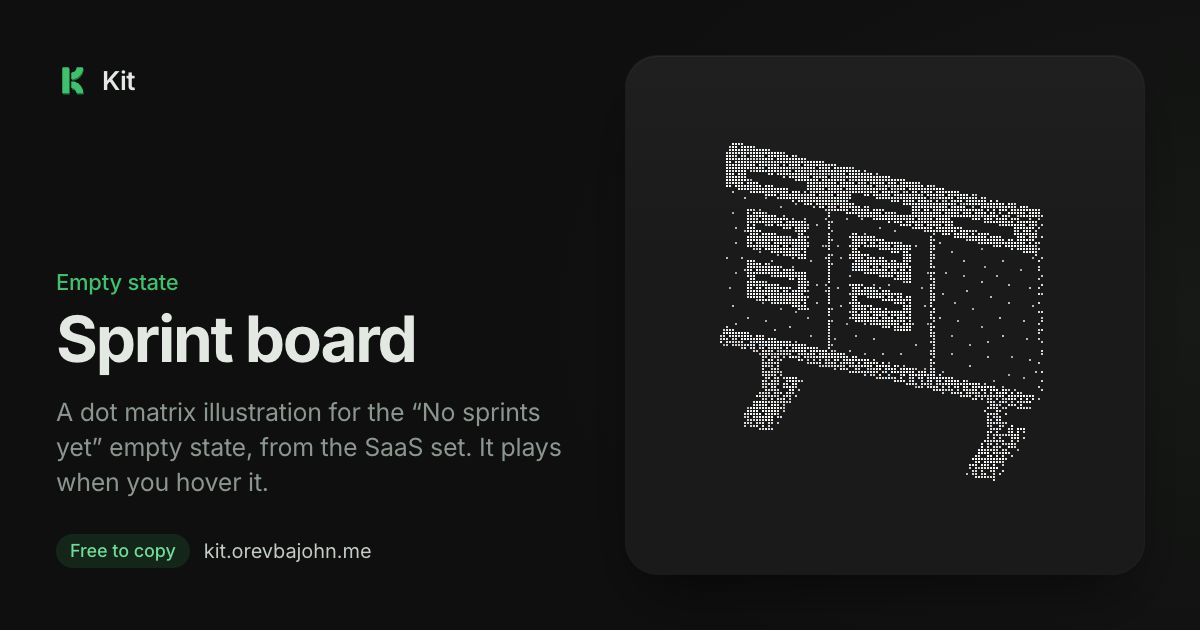 Kit
Empty state
Sprint board
A dot matrix illustration for the “No sprints
yet” empty state, from the SaaS set. It plays
when you hover it.
Free to copy
kit.orevbajohn.me